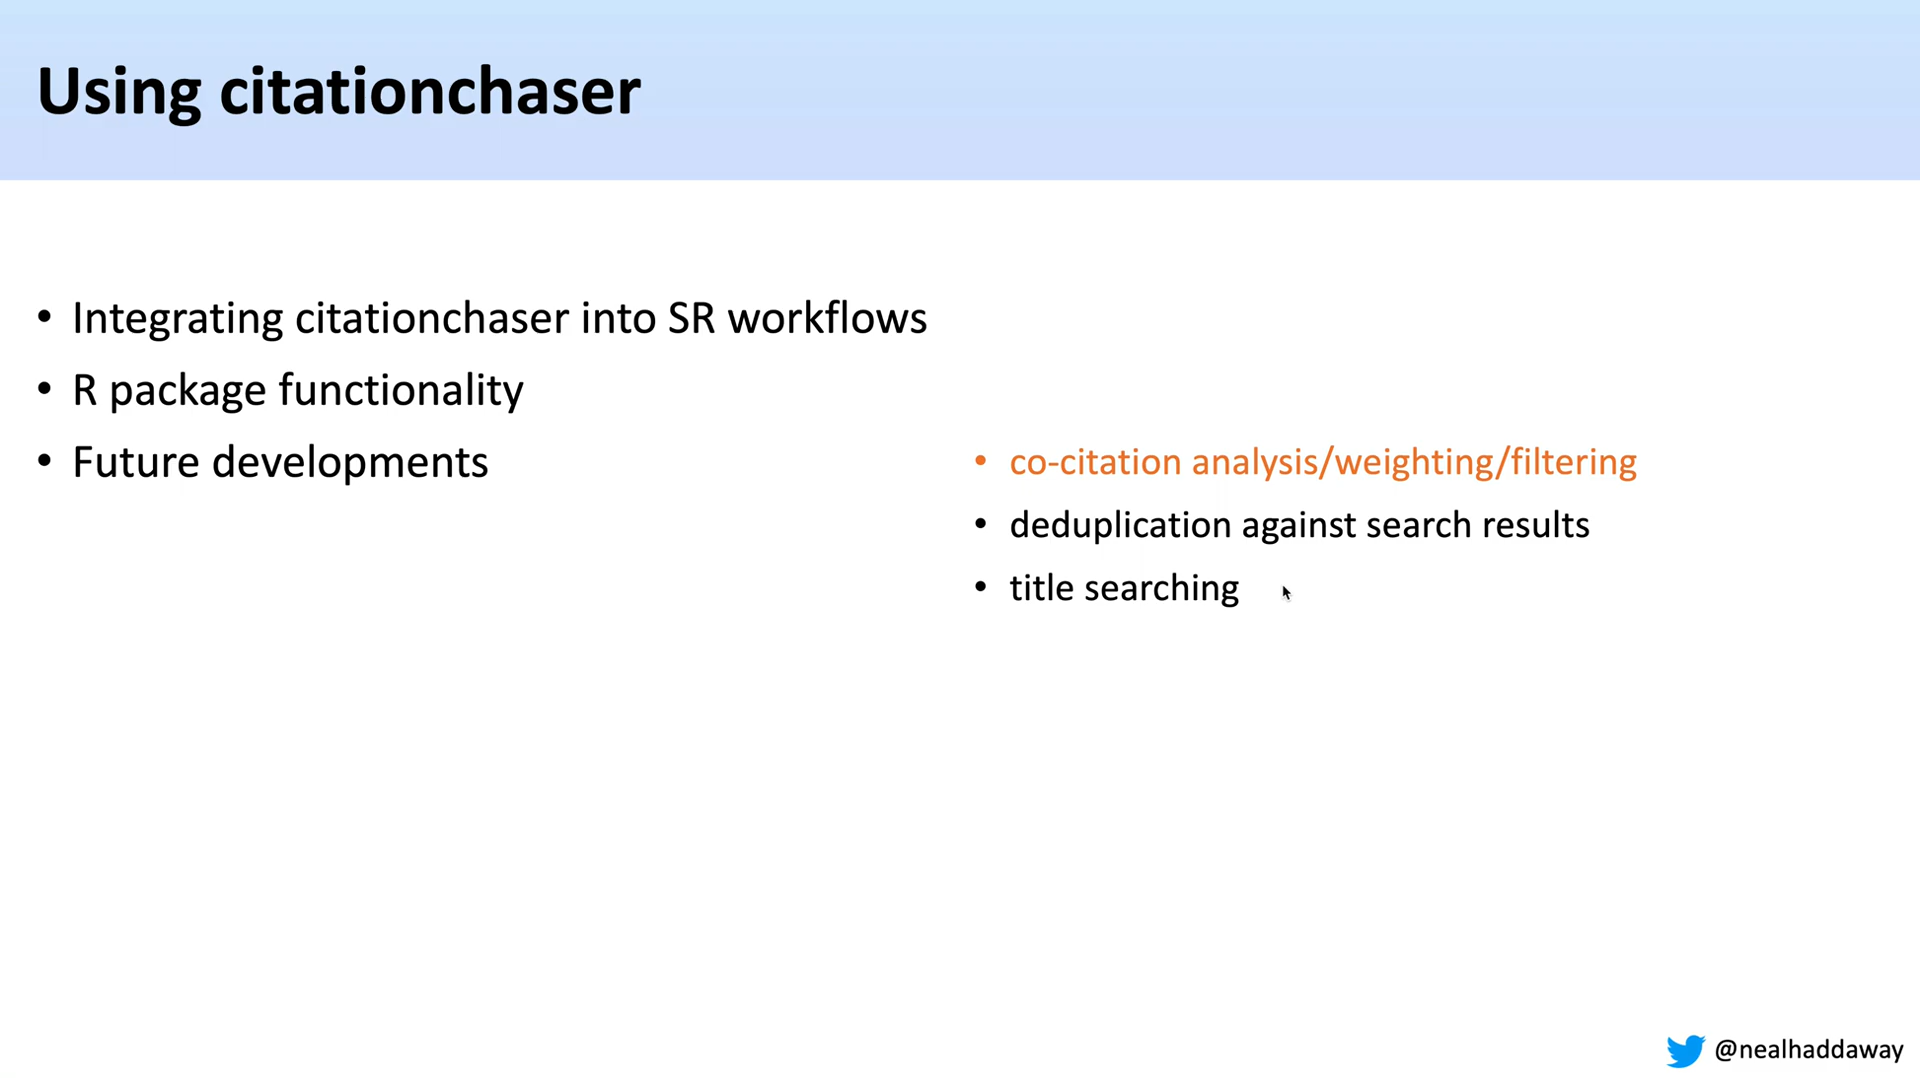 Using citationchaser
• Integrating citationchaser into SR workflows
• R package functionality
• Future developments
• co-citation analysis/weighting/filtering
• deduplication against search results
• title searching
@nealhaddaway